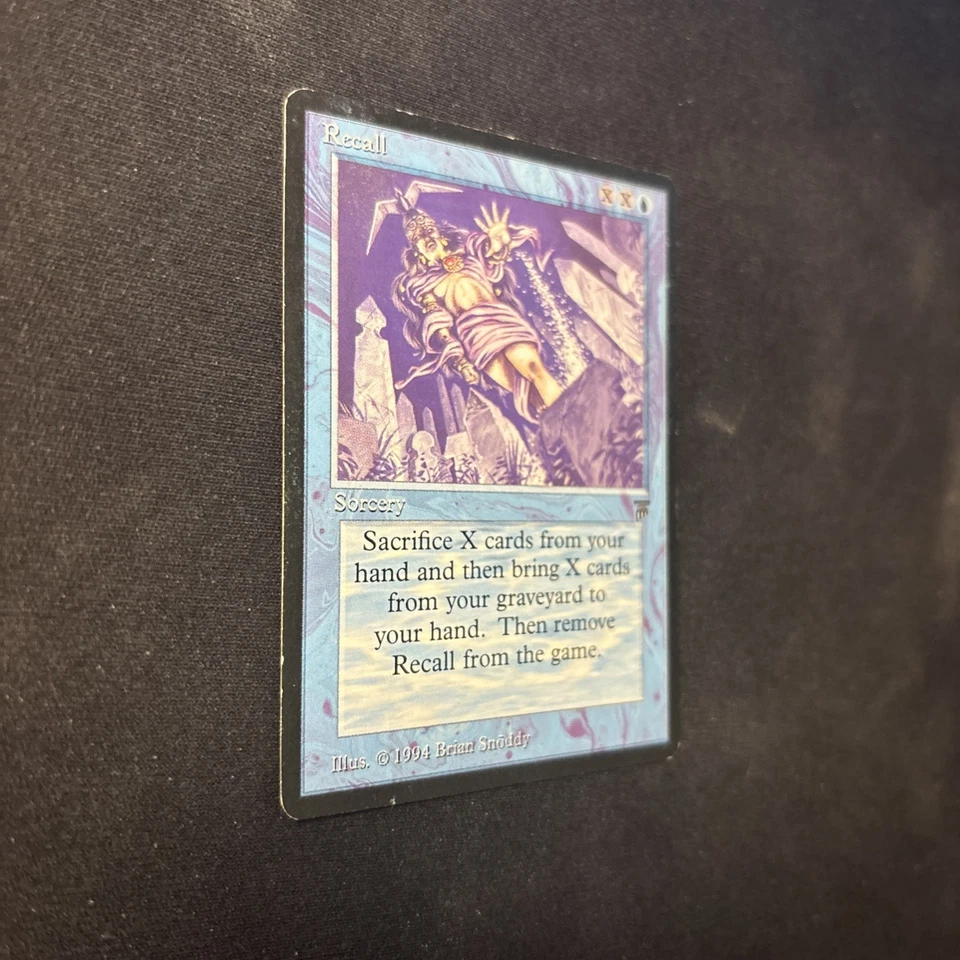 Recall
X X
Sorcery
Sacrifice X cards from your
hand and then bring X cards
from your graveyard to
your hand. Then remove
Recall from the game.
Illus. © 1994 Brian Snõddy